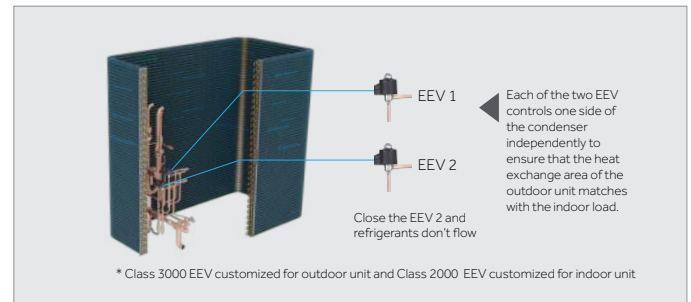 EEV 1
EEV 2
Close the EEV 2 and
refrigerants don't flow
Each of the two EEV
controls one side of
the condenser
independently to
ensure that the heat
exchange area of the
outdoor unit matches
with the indoor load.
* Class 3000 EEV customized for outdoor unit and Class 2000 EEV customized for indoor unit